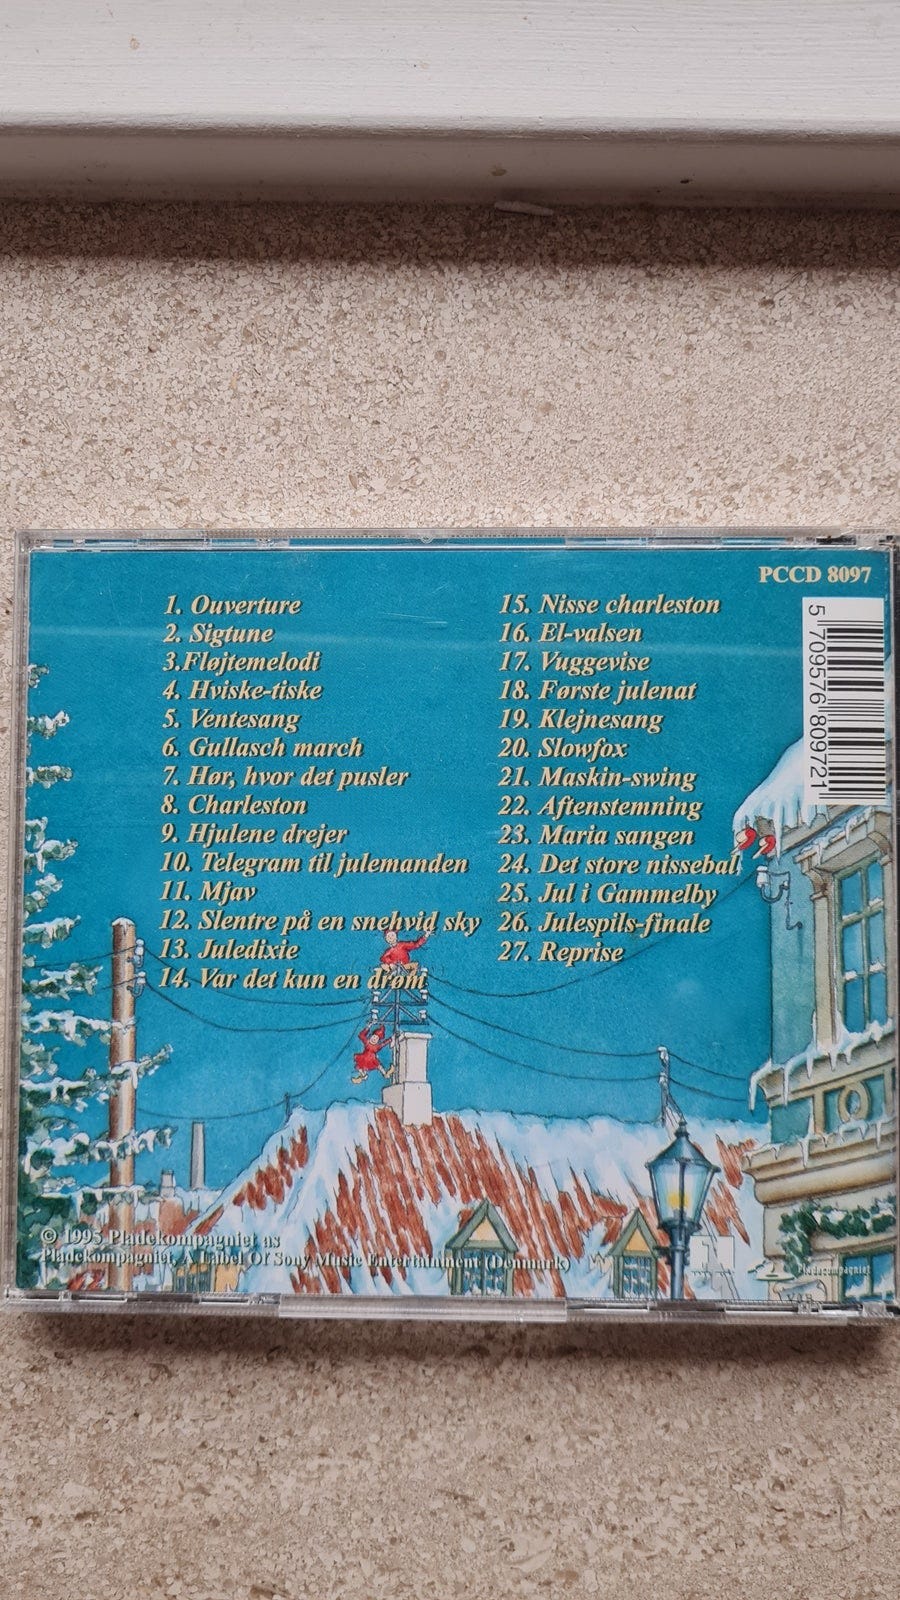 PCCD 8097
1. Ouverture
2. Sigtune
3.Fløjtemelodi
4. Hviske-tiske
5. Ventesang
6. Gullasch march
7. Hør, hvor det pusler
8. Charleston
9. Hjulene drejer
10. Telegram til julemanden
11. Mjav
12. Slentre på en snehvid sky
13. Juledixie
14. Var det kun en drøm
15. Nisse charleston
16. El-valsen
17. Vuggevise
18. Første julenat
19. Klejnesang
20. Slowfox
21. Maskin-swing
22. Aftenstemning
23. Maria sangen
24. Det store nissebal
25. Jul i Gammelby
26. Julespils-finale
27. Reprise
5 709576 809721
© 1995 Pladekompagniet as
Pladekompagniet, A Label Of Sony Music Entertainment (Denmark)
Pladecompagniet